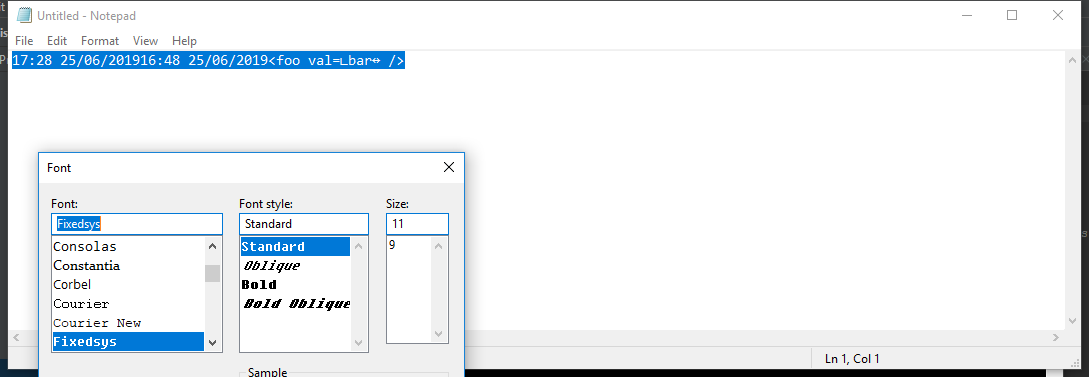 Untitled - Notepad
File Edit Format View Help
17:28 25/06/201916:48 25/06/2019<foo val=∟bar↔ />
Font
Font: Font style: Size:
Fixedsys Standard 11
Consolas Standard 9
Constantia Oblique
Corbel Bold
Courier Bold Oblique
Courier New
Fixedsys
Ln 1, Col 1
Sample